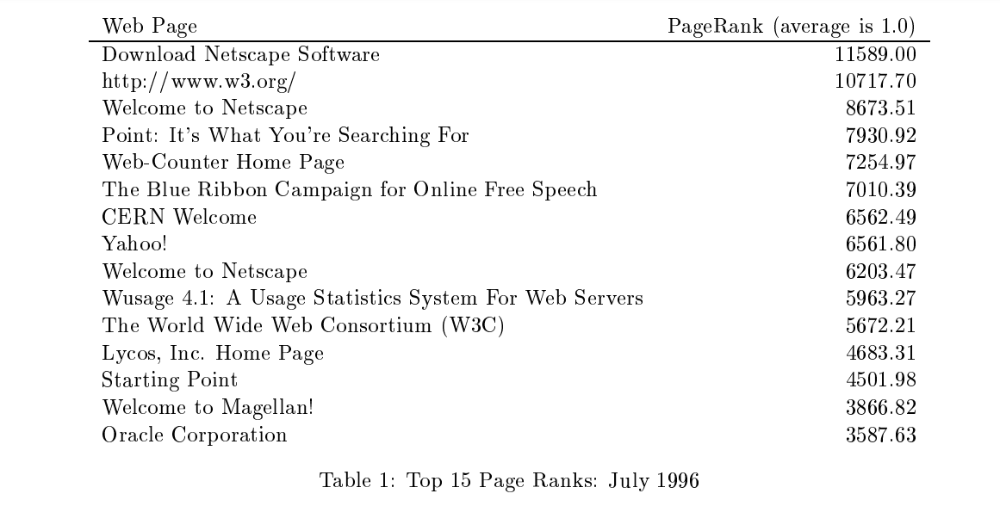 Web Page PageRank (average is 1.0)
Download Netscape Software 11589.00
http://www.w3.org/ 10717.70
Welcome to Netscape 8673.51
Point: It's What You're Searching For 7930.92
Web-Counter Home Page 7254.97
The Blue Ribbon Campaign for Online Free Speech 7010.39
CERN Welcome 6562.49
Yahoo! 6561.80
Welcome to Netscape 6203.47
Wusage 4.1: A Usage Statistics System For Web Servers 5963.27
The World Wide Web Consortium (W3C) 5672.21
Lycos, Inc. Home Page 4683.31
Starting Point 4501.98
Welcome to Magellan! 3866.82
Oracle Corporation 3587.63
Table 1: Top 15 Page Ranks: July 1996